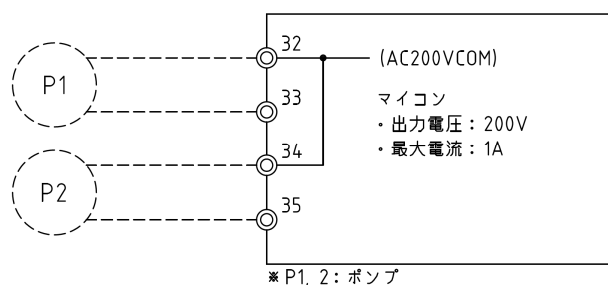 32
(AC200VCOM)
P1
マイコン
33
・出力電圧：200V
・最大電流：1A
34
P2
35
※P1, 2：ポンプ